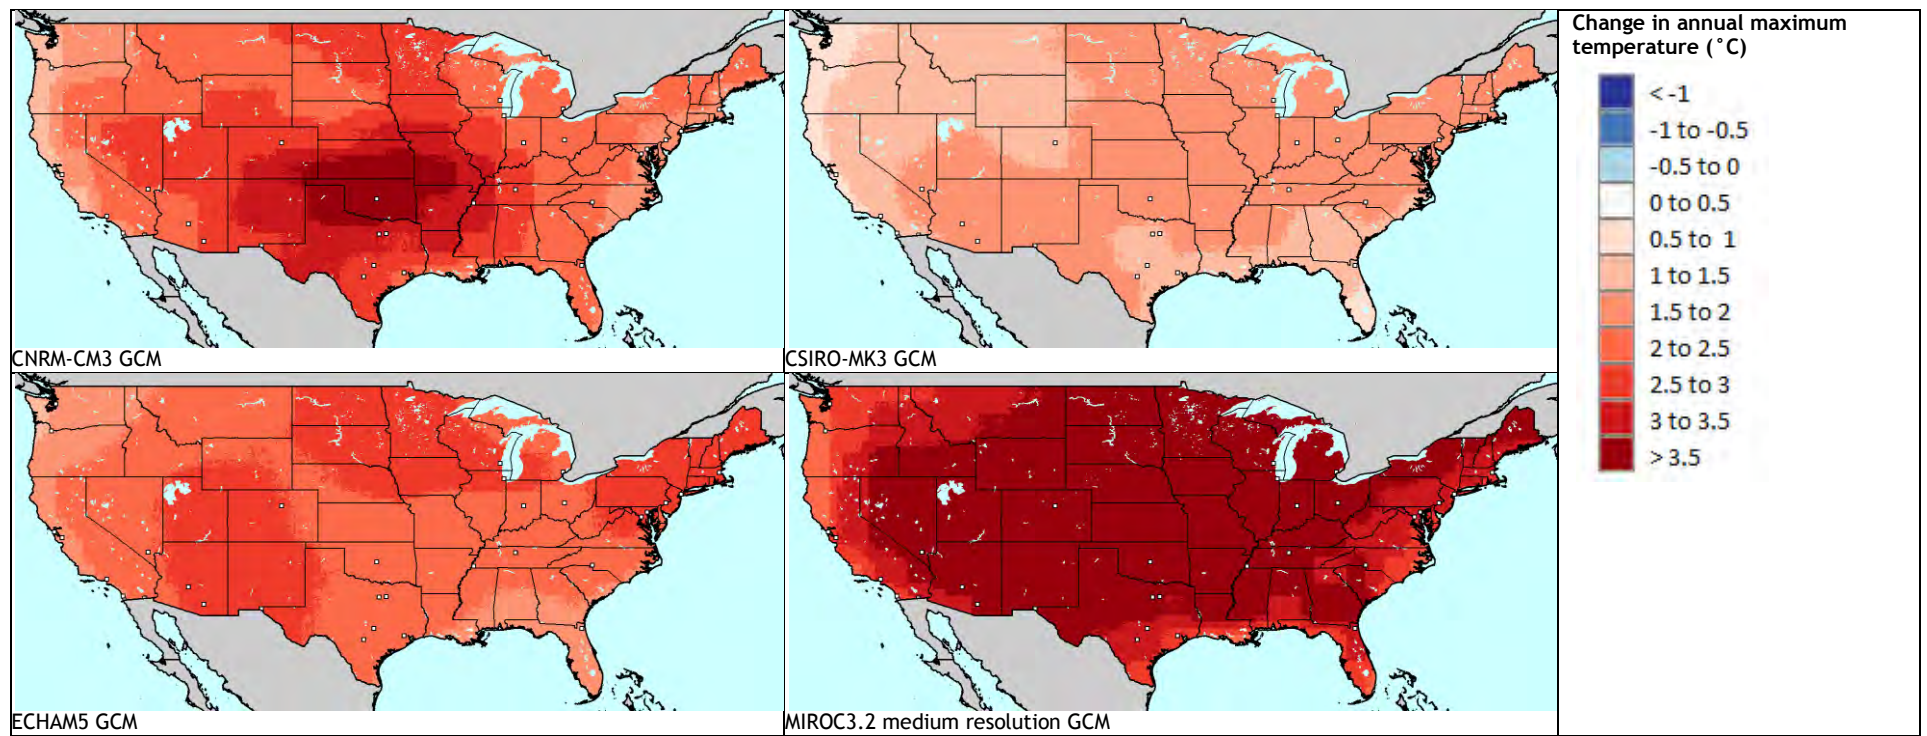 Change in annual maximum
temperature (˚C)
< -1
-1 to -0.5
-0.5 to 0
0 to 0.5
0.5 to 1
1 to 1.5
1.5 to 2
2 to 2.5
2.5 to 3
3 to 3.5
> 3.5
CNRM-CM3 GCM
CSIRO-MK3 GCM
ECHAM5 GCM
MIROC3.2 medium resolution GCM